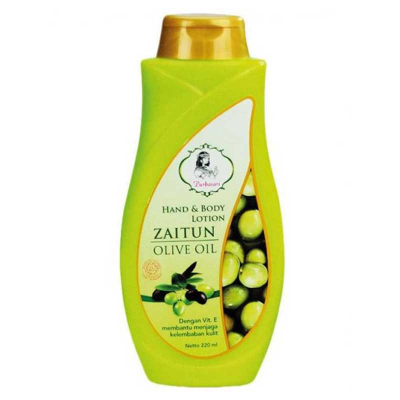 Purbasari
HAND & BODY
LOTION
ZAITUN
OLIVE OIL
Dengan Vit. E
membantu menjaga
kelembaban kulit
Netto 220 ml